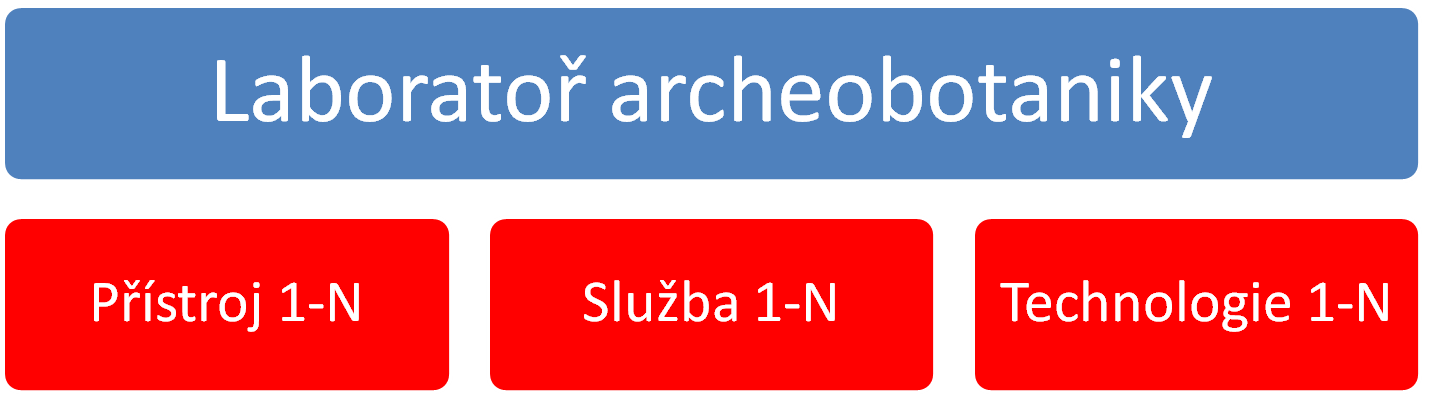 Laboratoř archeobotaniky
Přístroj 1-N
Služba 1-N
Technologie 1-N